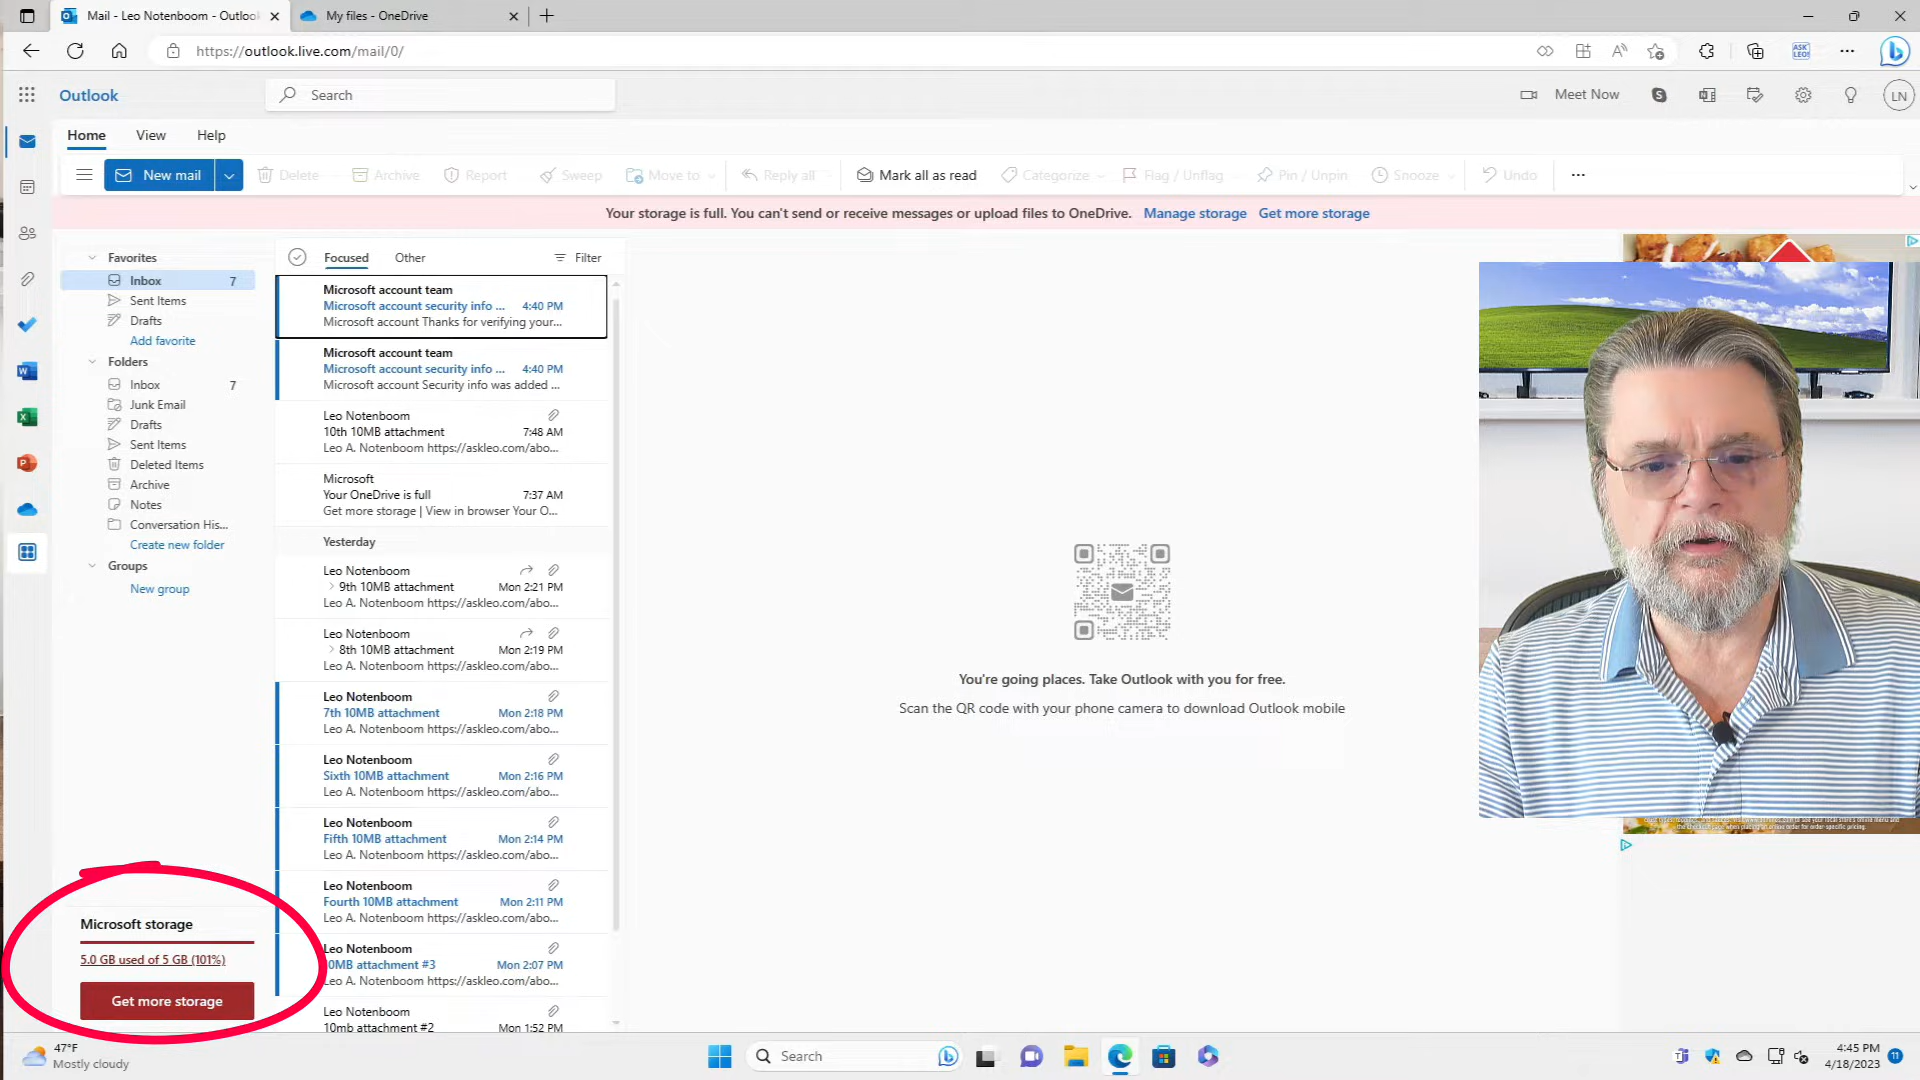 Mail - Leo Notenboom - Outlook
My files - OneDrive
https://outlook.live.com/mail/0/
ASK LEO!
Outlook
Search
Meet Now
LN
Home
View
Help
New mail
Delete
Archive
Report
Sweep
Move to
Reply all
Mark all as read
Categorize
Flag / Unflag
Pin / Unpin
Snooze
Undo
Your storage is full. You can't send or receive messages or upload files to OneDrive. Manage storage Get more storage
Favorites
Inbox 7
Sent Items
Drafts
Add favorite
Folders
Inbox 7
Junk Email
Drafts
Sent Items
Deleted Items
Archive
Notes
Conversation His...
Create new folder
Groups
New group
Microsoft storage
5.0 GB used of 5 GB (101%)
Get more storage
Focused
Other
Filter
Microsoft account team
Microsoft account security info ... 4:40 PM
Microsoft account Thanks for verifying your...
Microsoft account team
Microsoft account security info ... 4:40 PM
Microsoft account Security info was added ...
Leo Notenboom
10th 10MB attachment 7:48 AM
Leo A. Notenboom https://askleo.com/abo...
Microsoft
Your OneDrive is full 7:37 AM
Get more storage | View in browser Your O...
Yesterday
Leo Notenboom
9th 10MB attachment Mon 2:21 PM
Leo A. Notenboom https://askleo.com/abo...
Leo Notenboom
8th 10MB attachment Mon 2:19 PM
Leo A. Notenboom https://askleo.com/abo...
Leo Notenboom
7th 10MB attachment Mon 2:18 PM
Leo A. Notenboom https://askleo.com/abo...
Leo Notenboom
Sixth 10MB attachment Mon 2:16 PM
Leo A. Notenboom https://askleo.com/abo...
Leo Notenboom
Fifth 10MB attachment Mon 2:14 PM
Leo A. Notenboom https://askleo.com/abo...
Leo Notenboom
Fourth 10MB attachment Mon 2:11 PM
Leo A. Notenboom https://askleo.com/abo...
Leo Notenboom
0MB attachment #3 Mon 2:07 PM
Leo A. Notenboom https://askleo.com/abo...
Leo Notenboom
10mb attachment #2 Mon 1:52 PM
You're going places. Take Outlook with you for free.
Scan the QR code with your phone camera to download Outlook mobile
47°F
Mostly cloudy
Search
4:45 PM
4/18/2023
11